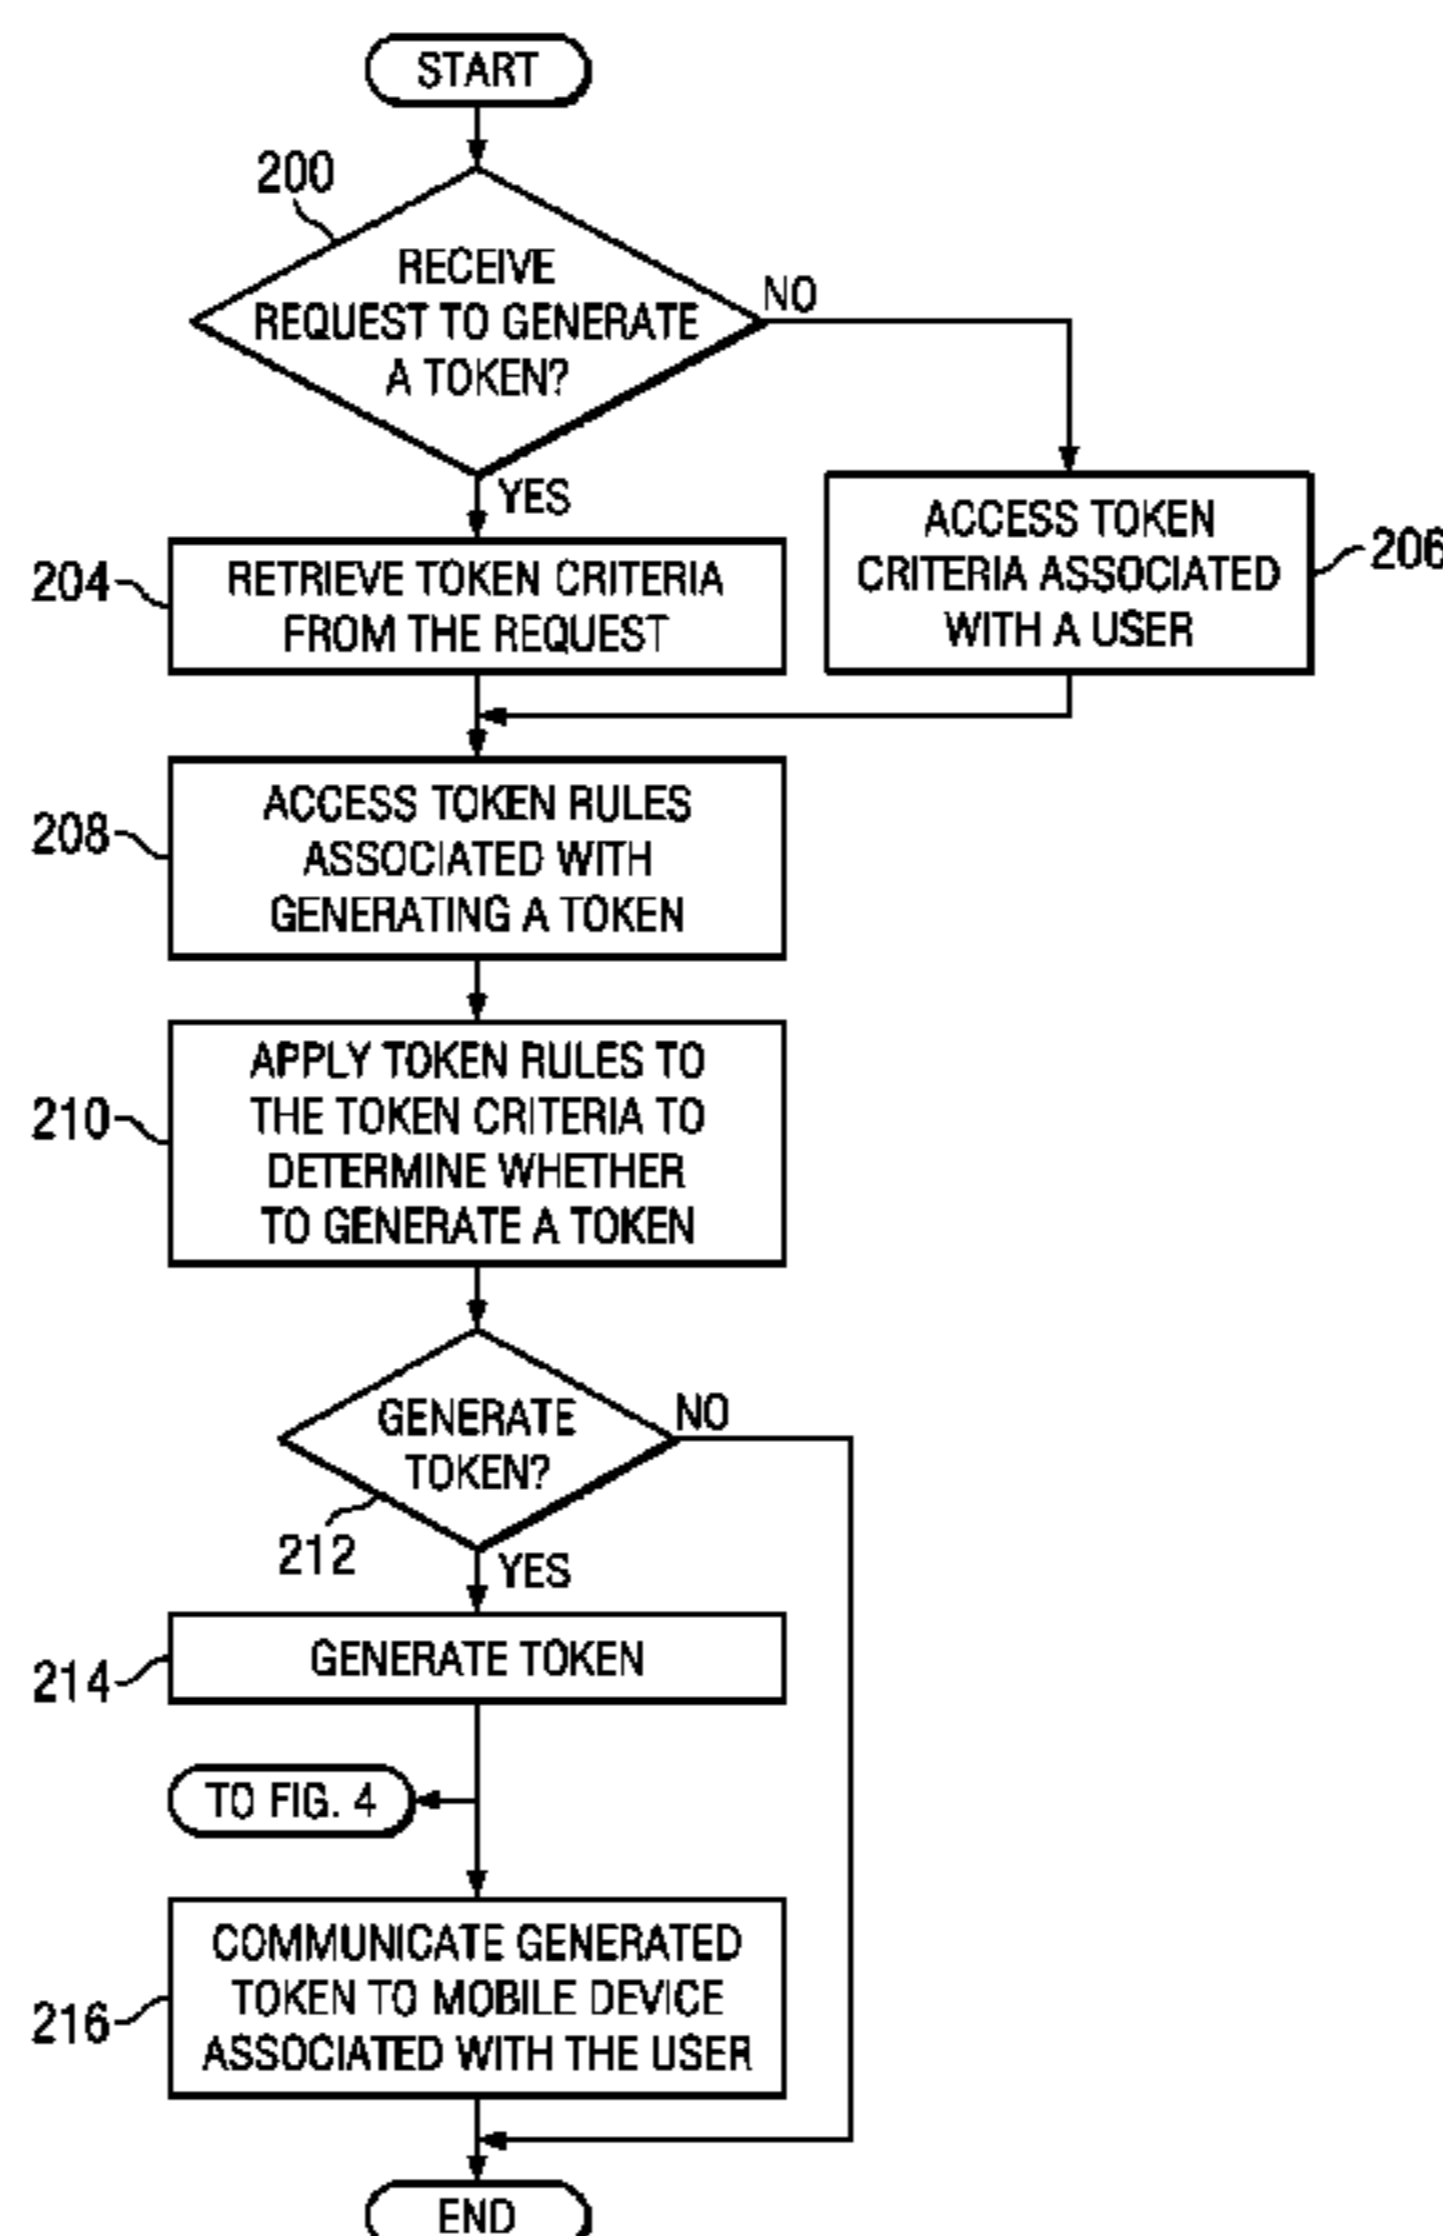 START
200
RECEIVE
REQUEST TO GENERATE
A TOKEN?
NO
YES
204
RETRIEVE TOKEN CRITERIA
FROM THE REQUEST
ACCESS TOKEN
CRITERIA ASSOCIATED
WITH A USER
206
208
ACCESS TOKEN RULES
ASSOCIATED WITH
GENERATING A TOKEN
210
APPLY TOKEN RULES TO
THE TOKEN CRITERIA TO
DETERMINE WHETHER
TO GENERATE A TOKEN
GENERATE
TOKEN?
NO
212
YES
214
GENERATE TOKEN
TO FIG. 4
216
COMMUNICATE GENERATED
TOKEN TO MOBILE DEVICE
ASSOCIATED WITH THE USER
END